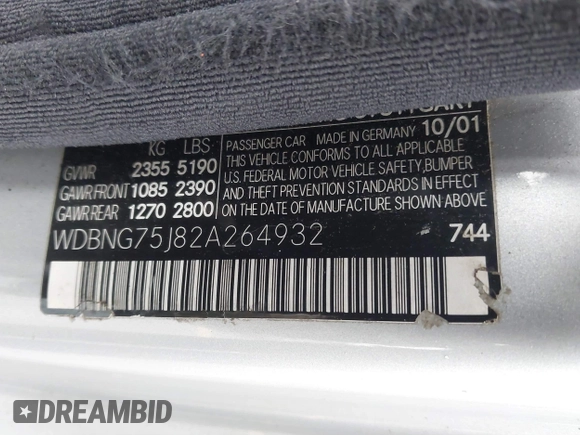 KG LBS
GVWR 2355 5190
GAWR FRONT 1085 2390
GAWR REAR 1270 2800
PASSENGER CAR MADE IN GERMANY 10/01
THIS VEHICLE CONFORMS TO ALL APPLICABLE
U.S. FEDERAL MOTOR VEHICLE SAFETY, BUMPER
AND THEFT PREVENTION STANDARDS IN EFFECT
ON THE DATE OF MANUFACTURE SHOWN ABOVE
WDBNG75J82A264932 744
DREAMBID